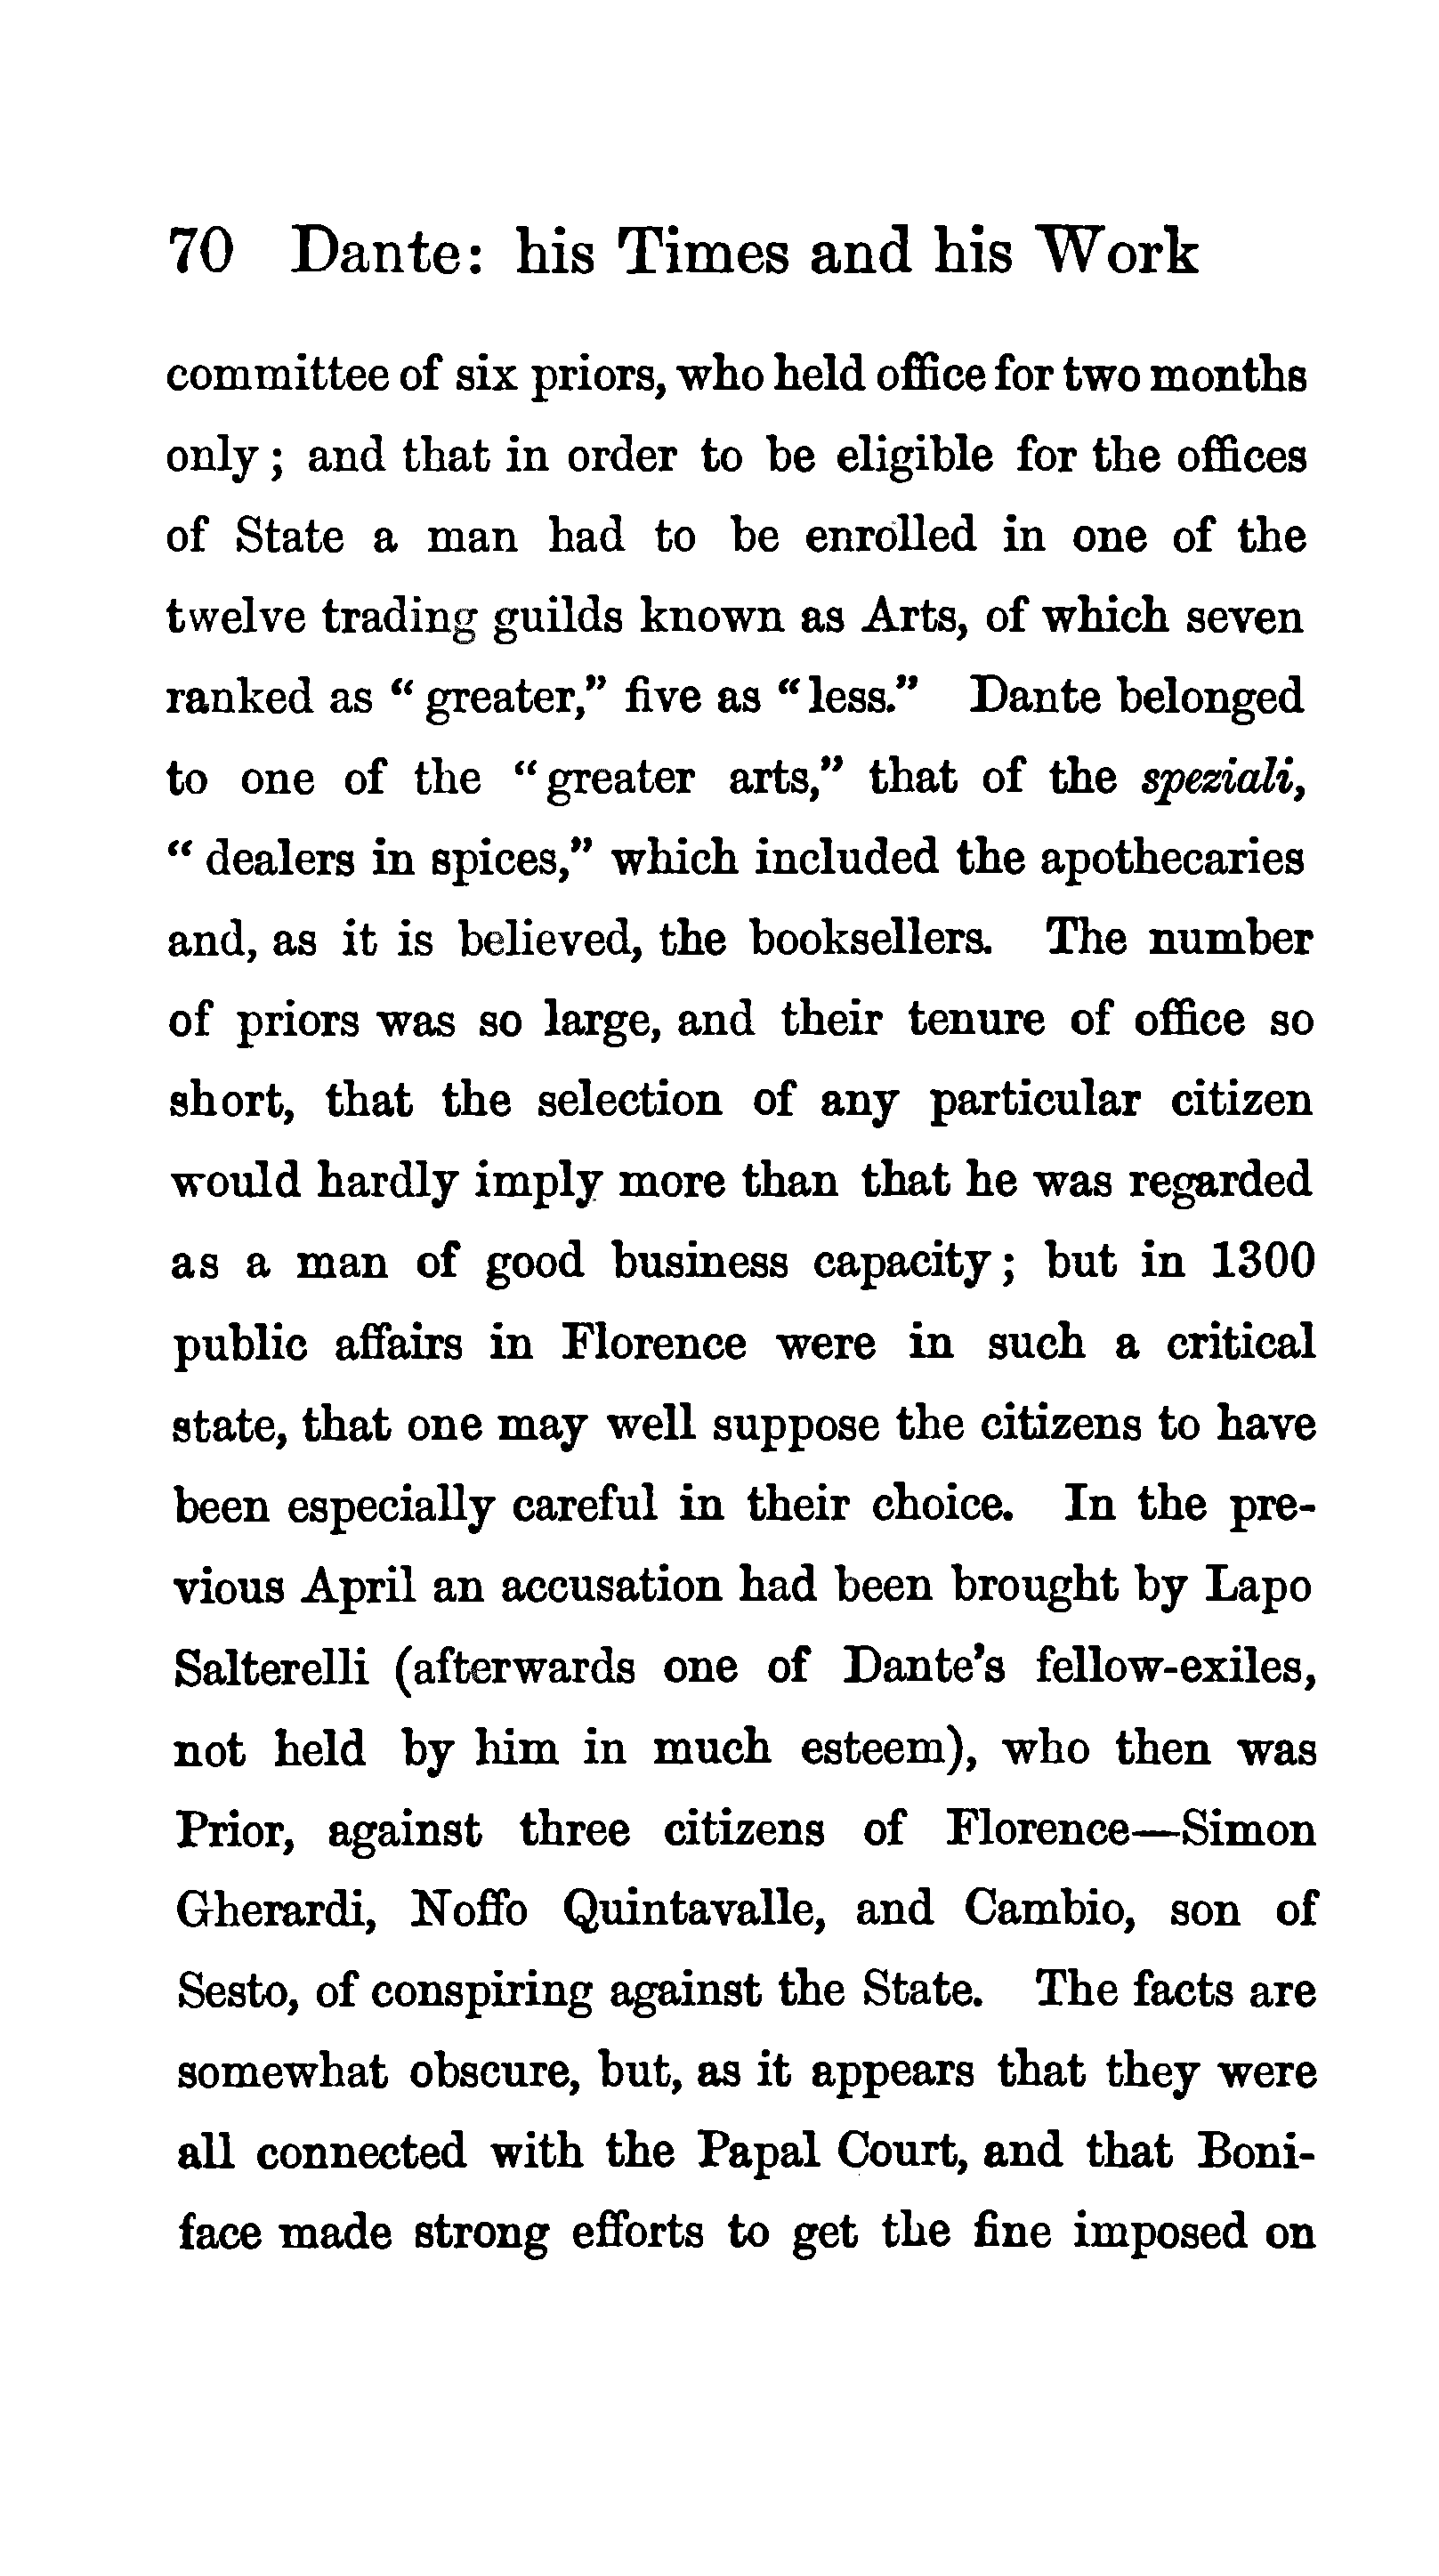 70 Dante: his Times and his Work
committee of six priors, who held office for two months
only; and that in order to be eligible for the offices
of State a man had to be enrolled in one of the
twelve trading guilds known as Arts, of which seven
ranked as “greater,” five as “less.” Dante belonged
to one of the “greater arts,” that of the speziali,
“dealers in spices,” which included the apothecaries
and, as it is believed, the booksellers. The number
of priors was so large, and their tenure of office so
short, that the selection of any particular citizen
would hardly imply more than that he was regarded
as a man of good business capacity; but in 1300
public affairs in Florence were in such a critical
state, that one may well suppose the citizens to have
been especially careful in their choice. In the pre-
vious April an accusation had been brought by Lapo
Salterelli (afterwards one of Dante’s fellow-exiles,
not held by him in much esteem), who then was
Prior, against three citizens of Florence—Simon
Gherardi, Noffo Quintavalle, and Cambio, son of
Sesto, of conspiring against the State. The facts are
somewhat obscure, but, as it appears that they were
all connected with the Papal Court, and that Boni-
face made strong efforts to get the fine imposed on